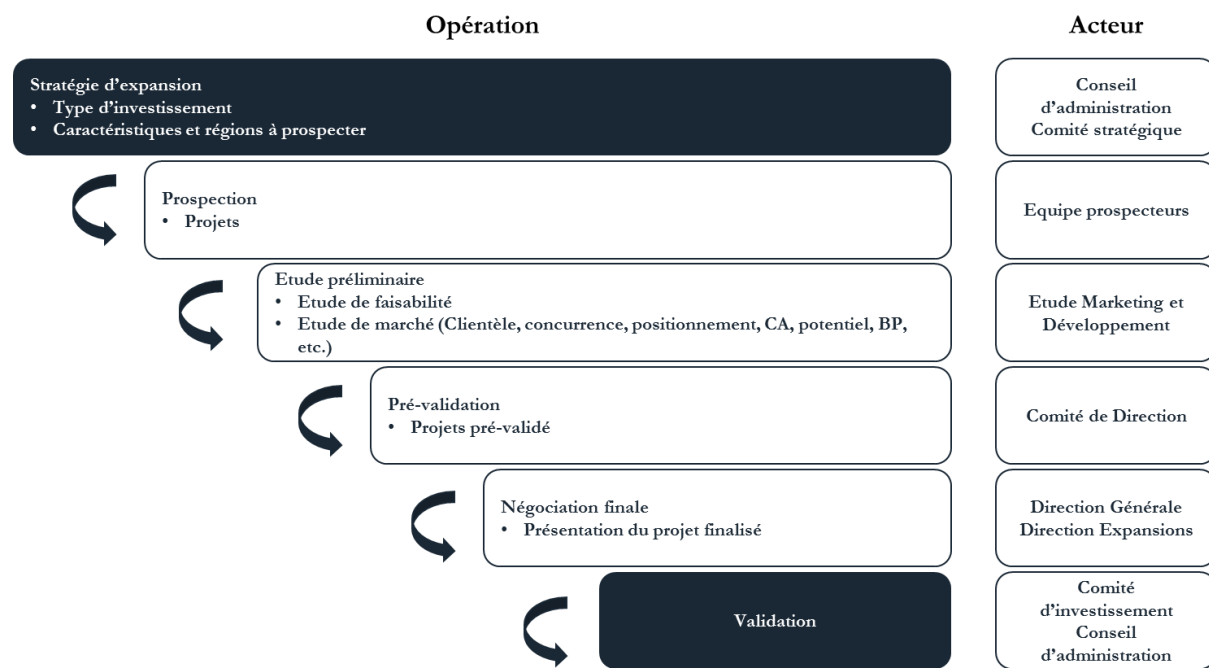 Opération
Acteur
Stratégie d'expansion
• Type d'investissement
• Caractéristiques et régions à prospecter
Conseil
d'administration
Comité stratégique
Prospection
• Projets
Equipe prospecteurs
Etude préliminaire
• Etude de faisabilité
• Etude de marché (Clientèle, concurrence, positionnement, CA, potentiel, BP,
etc.)
Etude Marketing et
Développement
Pré-validation
• Projets pré-validé
Comité de Direction
Négociation finale
• Présentation du projet finalisé
Direction Générale
Direction Expansions
Validation
Comité
d'investissement
Conseil
d'administration